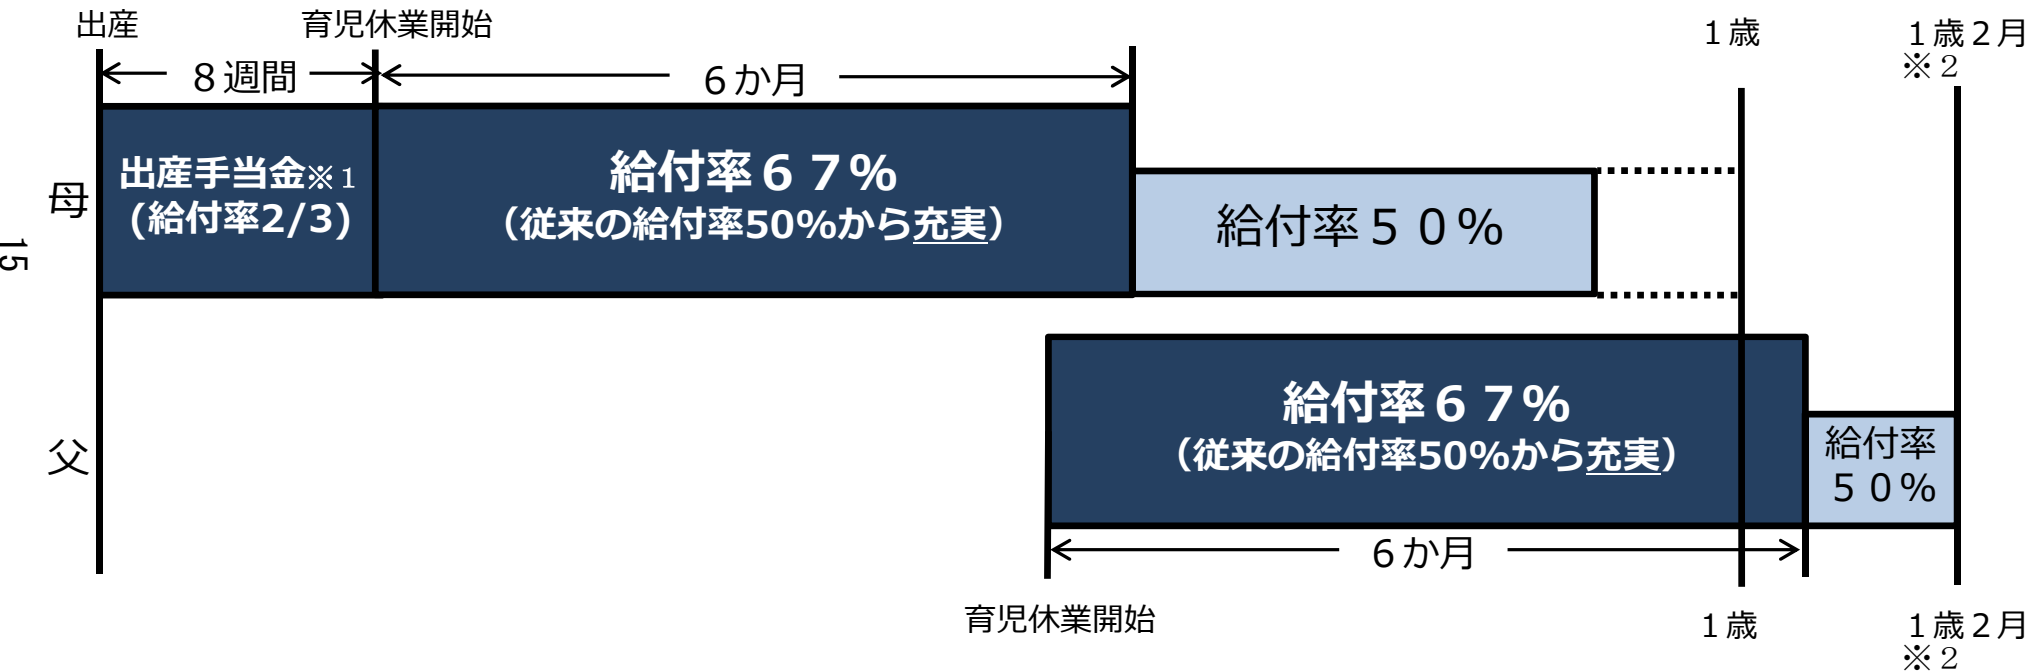 出産
育児休業開始
１歳
１歳２月
※２
８週間
６か月
出産手当金※１
(給付率2/3)
給付率６７%
（従来の給付率50%から充実）
給付率５０%
母
15
給付率６７%
（従来の給付率50%から充実）
給付率
５０%
父
６か月
育児休業開始
１歳
１歳２月
※２